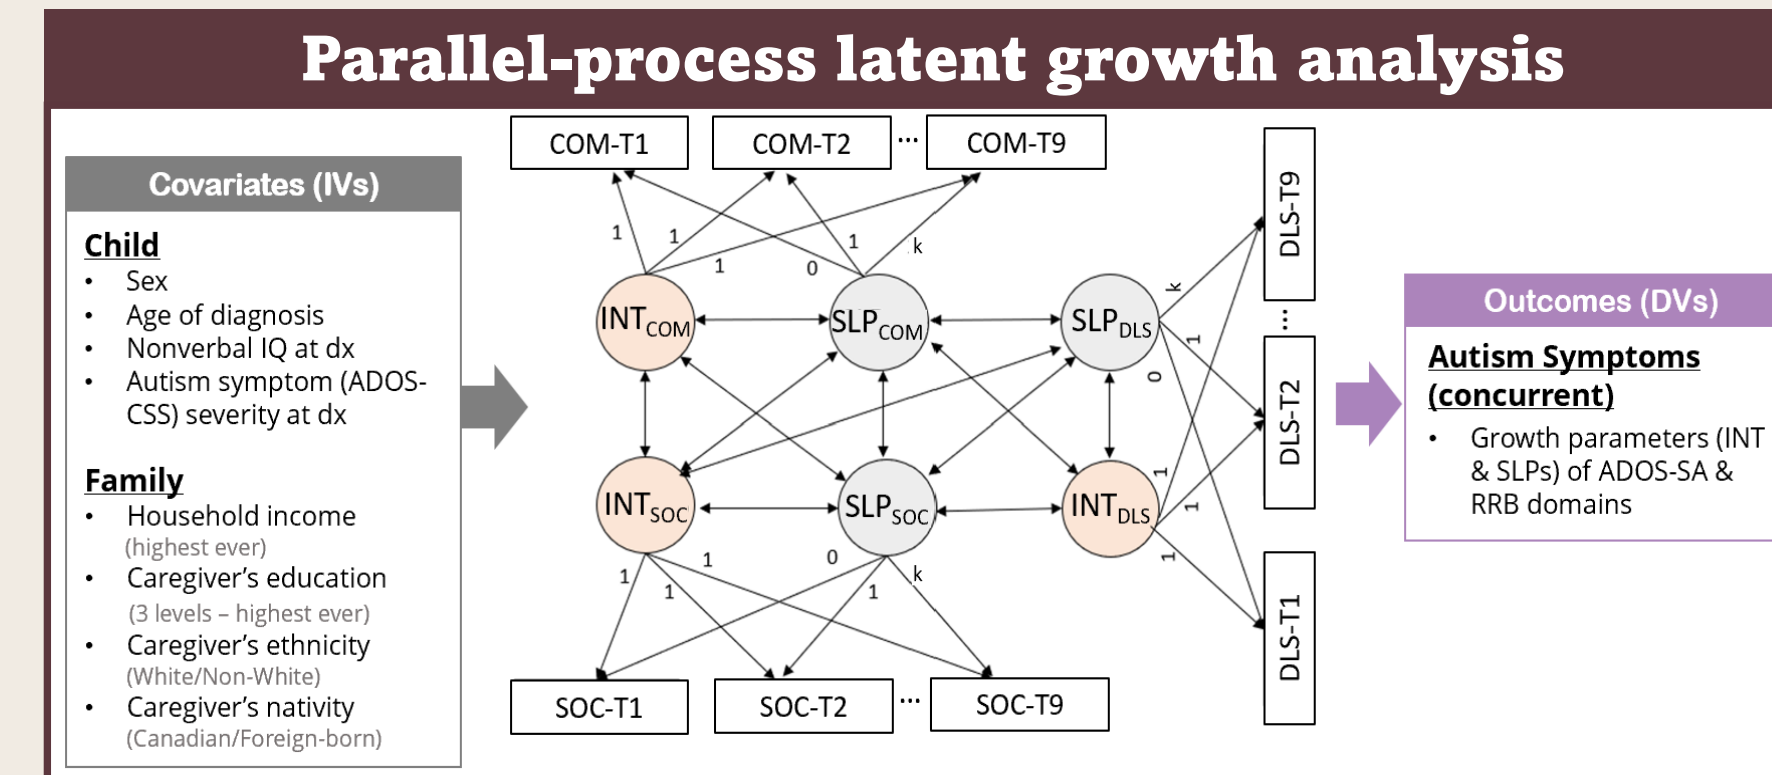 Parallel-process latent growth analysis
Covariates (IVs)
Child
• Sex
• Age of diagnosis
• Nonverbal IQ at dx
• Autism symptom (ADOS-
CSS) severity at dx
Family
• Household income
(highest ever)
• Caregiver’s education
(3 levels – highest ever)
• Caregiver’s ethnicity
(White/Non-White)
• Caregiver’s nativity
(Canadian/Foreign-born)
COM-T1
COM-T2
...
COM-T9
1
1
1
0
1
k
INTCOM
SLPCOM
SLPDLS
INTSOC
SLPSOC
INTDLS
1
1
1
0
1
k
SOC-T1
SOC-T2
...
SOC-T9
k
1
0
1
1
1
DLS-T9
...
DLS-T2
DLS-T1
Outcomes (DVs)
Autism Symptoms
(concurrent)
• Growth parameters (INT
& SLPs) of ADOS-SA &
RRB domains